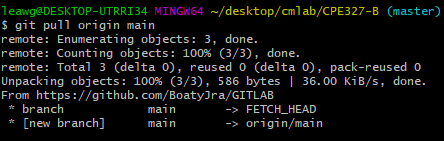 leawg@DESKTOP-UTRRI34 MINGW64 ~/desktop/cmlab/CPE327-B (master)
$ git pull origin main
remote: Enumerating objects: 3, done.
remote: Counting objects: 100% (3/3), done.
remote: Total 3 (delta 0), reused 0 (delta 0), pack-reused 0
Unpacking objects: 100% (3/3), 586 bytes | 36.00 KiB/s, done.
From https://github.com/BoatyJra/GITLAB
 * branch            main       -> FETCH_HEAD
 * [new branch]      main       -> origin/main